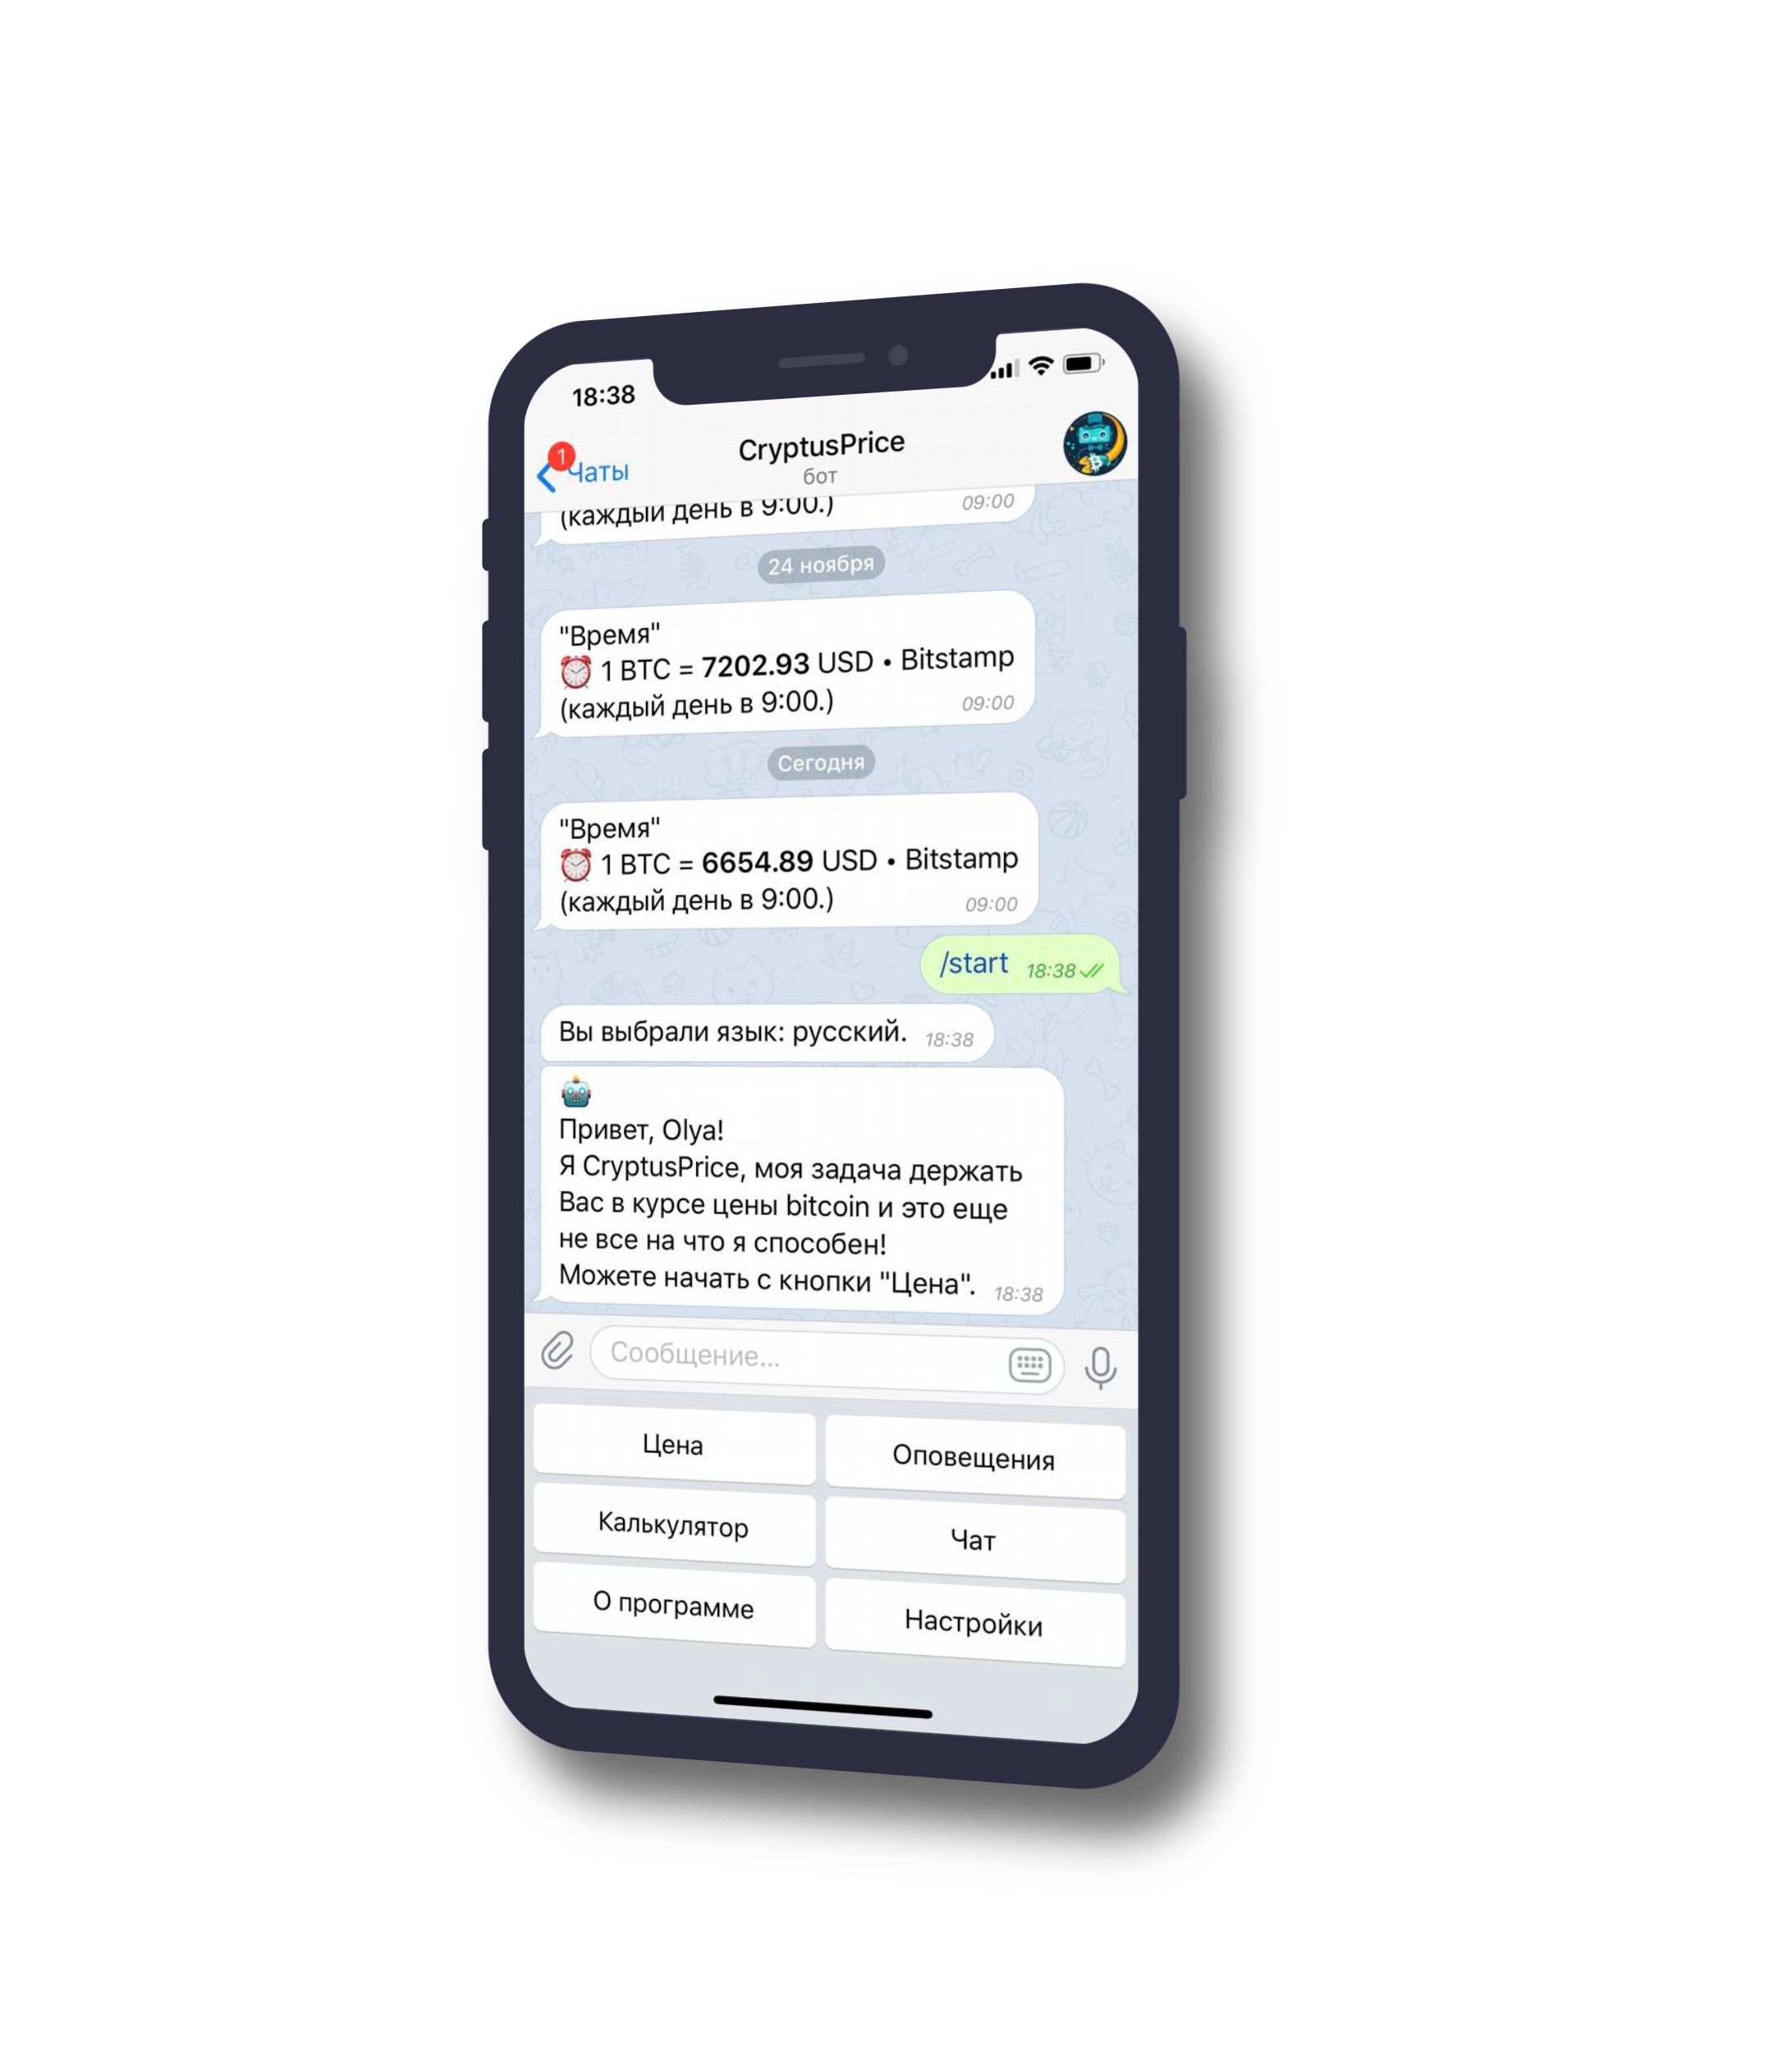 18:38
1
Чаты
CryptusPrice
бот
(каждый день в 9:00.) 09:00
24 ноября
"Время"
⏰ 1 BTC = 7202.93 USD • Bitstamp
(каждый день в 9:00.) 09:00
Сегодня
"Время"
⏰ 1 BTC = 6654.89 USD • Bitstamp
(каждый день в 9:00.) 09:00
/start 18:38
Вы выбрали язык: русский. 18:38
🤖
Привет, Olya!
Я CryptusPrice, моя задача держать
Вас в курсе цены bitcoin и это еще
не все на что я способен!
Можете начать с кнопки "Цена". 18:38
Сообщение...
Цена Оповещения
Калькулятор Чат
О программе Настройки